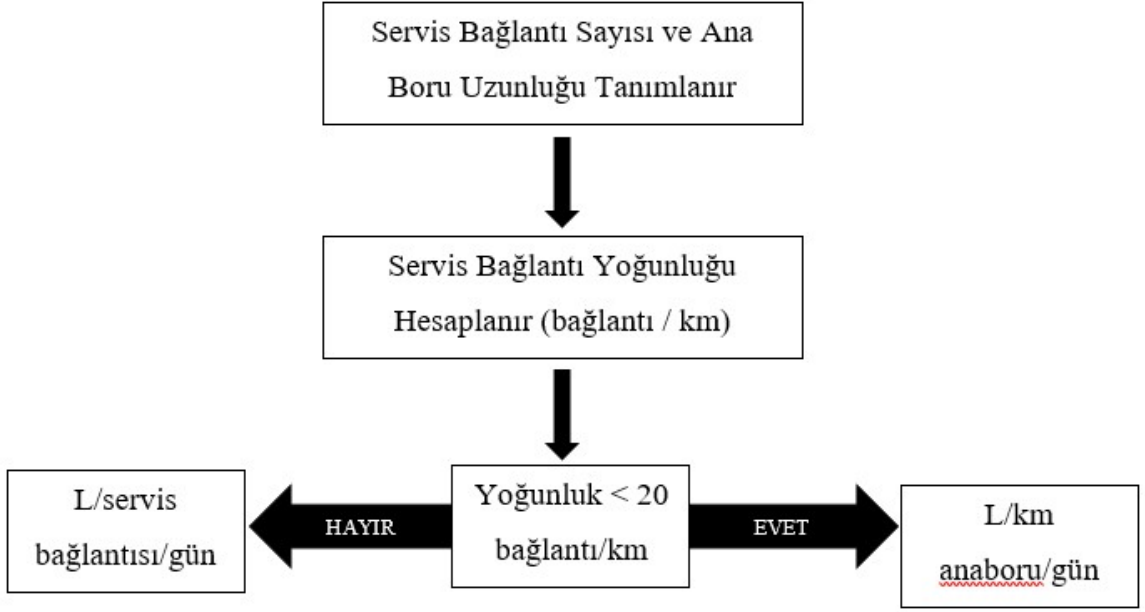 Servis Bağlantı Sayısı ve Ana
Boru Uzunluğu Tanımlanır
Servis Bağlantı Yoğunluğu
Hesaplanır (bağlantı / km)
L/servis
bağlantısı/gün
HAYIR
Yoğunluk < 20
bağlantı/km
EVET
L/km
anaboru/gün